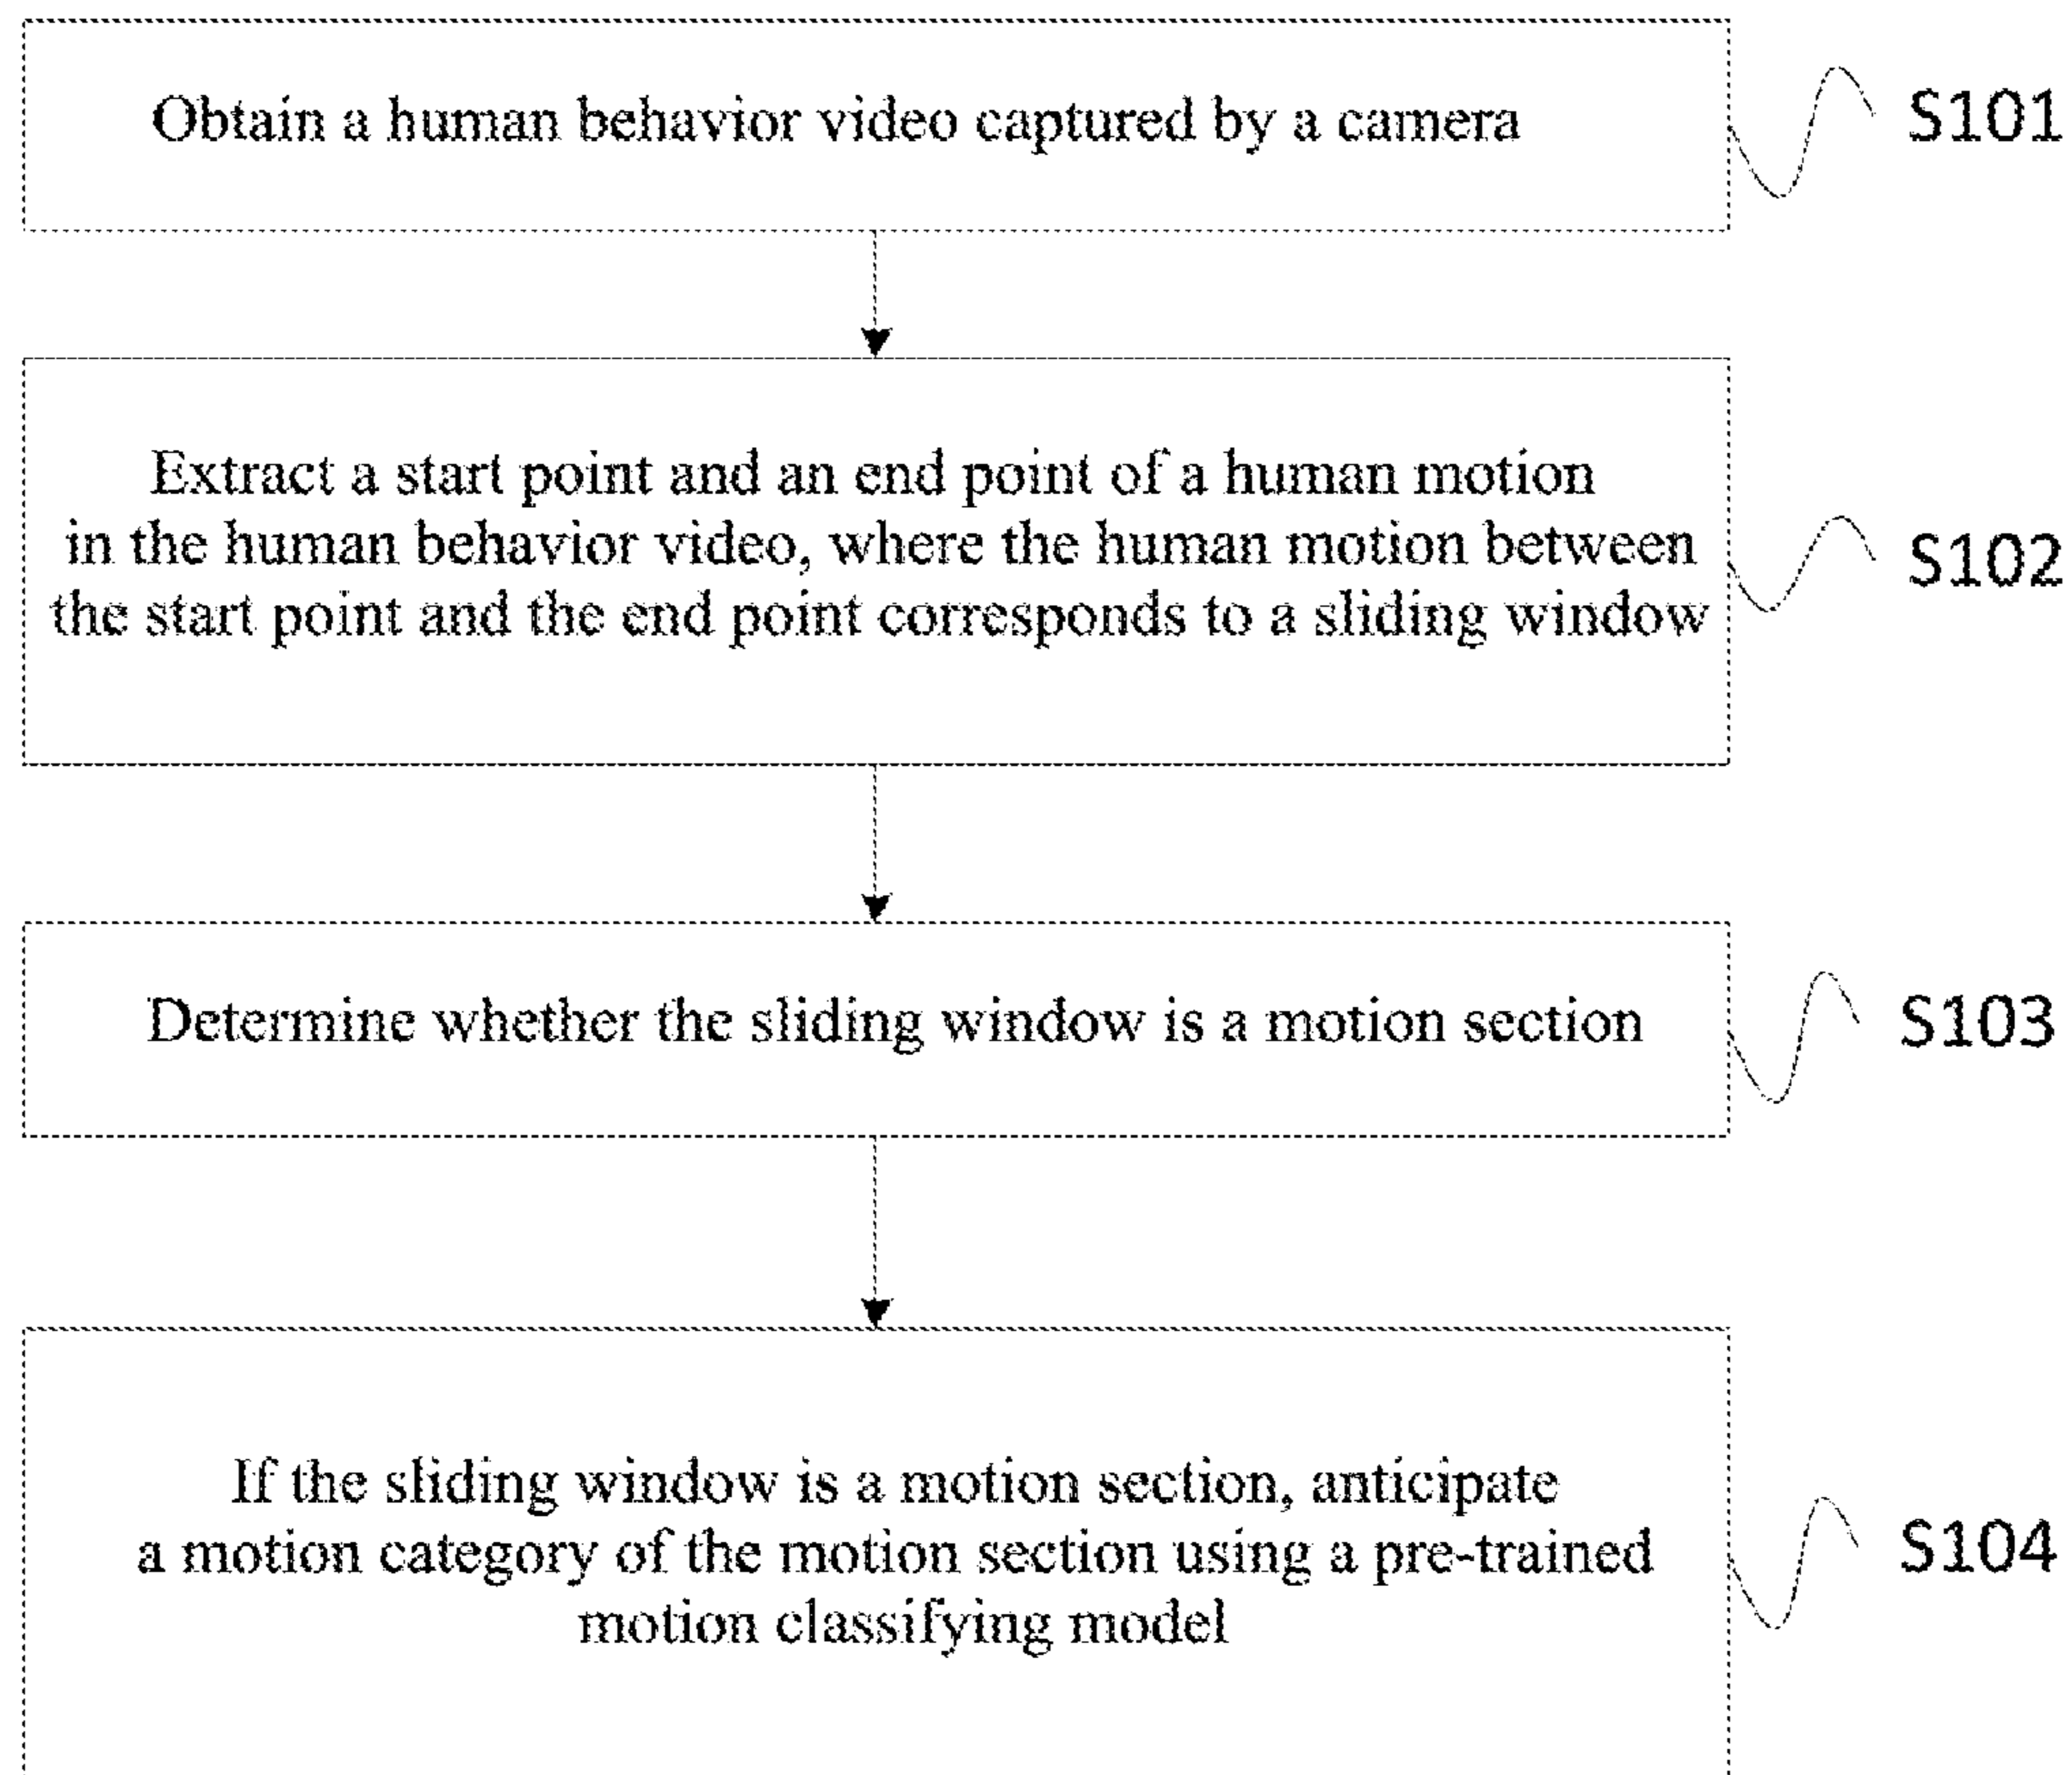 Obtain a human behavior video captured by a camera
S101
Extract a start point and an end point of a human motion
in the human behavior video, where the human motion between
the start point and the end point corresponds to a sliding window
S102
Determine whether the sliding window is a motion section
S103
If the sliding window is a motion section, anticipate
a motion category of the motion section using a pre-trained
motion classifying model
S104